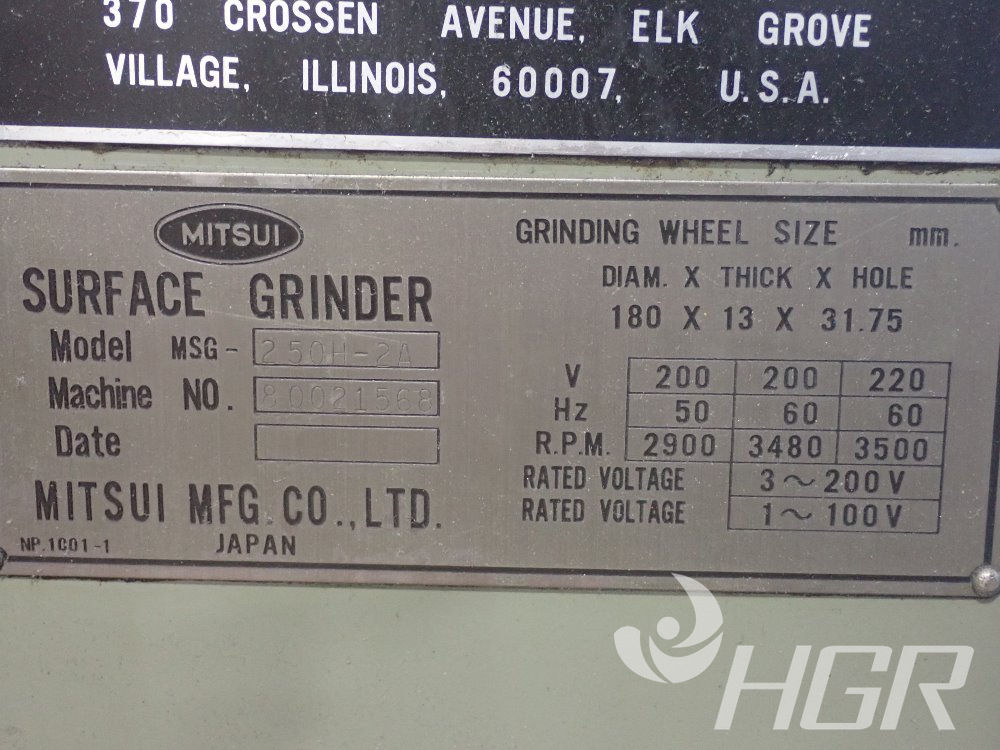 370 CROSSEN AVENUE, ELK GROVE
VILLAGE, ILLINOIS, 60007, U.S.A.
MITSUI
SURFACE GRINDER
Model MSG- 250H-2A
Machine NO. 80021568
Date
MITSUI MFG.CO.,LTD.
NP.1001-1 JAPAN
GRINDING WHEEL SIZE mm.
DIAM. X THICK X HOLE
180 X 13 X 31.75
V 200 200 220
Hz 50 60 60
R.P.M. 2900 3480 3500
RATED VOLTAGE 3~200V
RATED VOLTAGE 1~100V
HGR